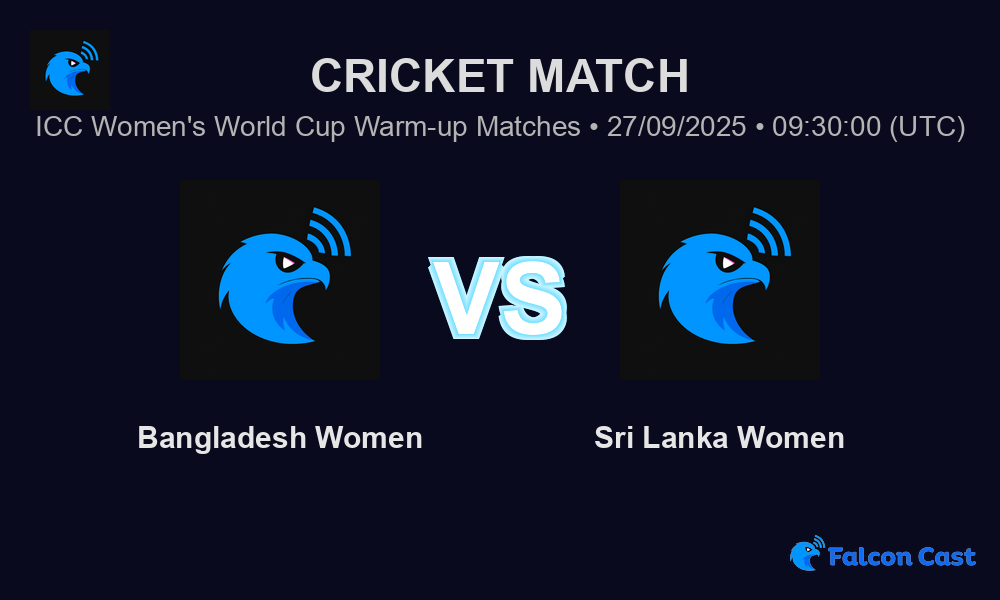 CRICKET MATCH
ICC Women's World Cup Warm-up Matches • 27/09/2025 • 09:30:00 (UTC)
VS
Bangladesh Women
Sri Lanka Women
Falcon Cast